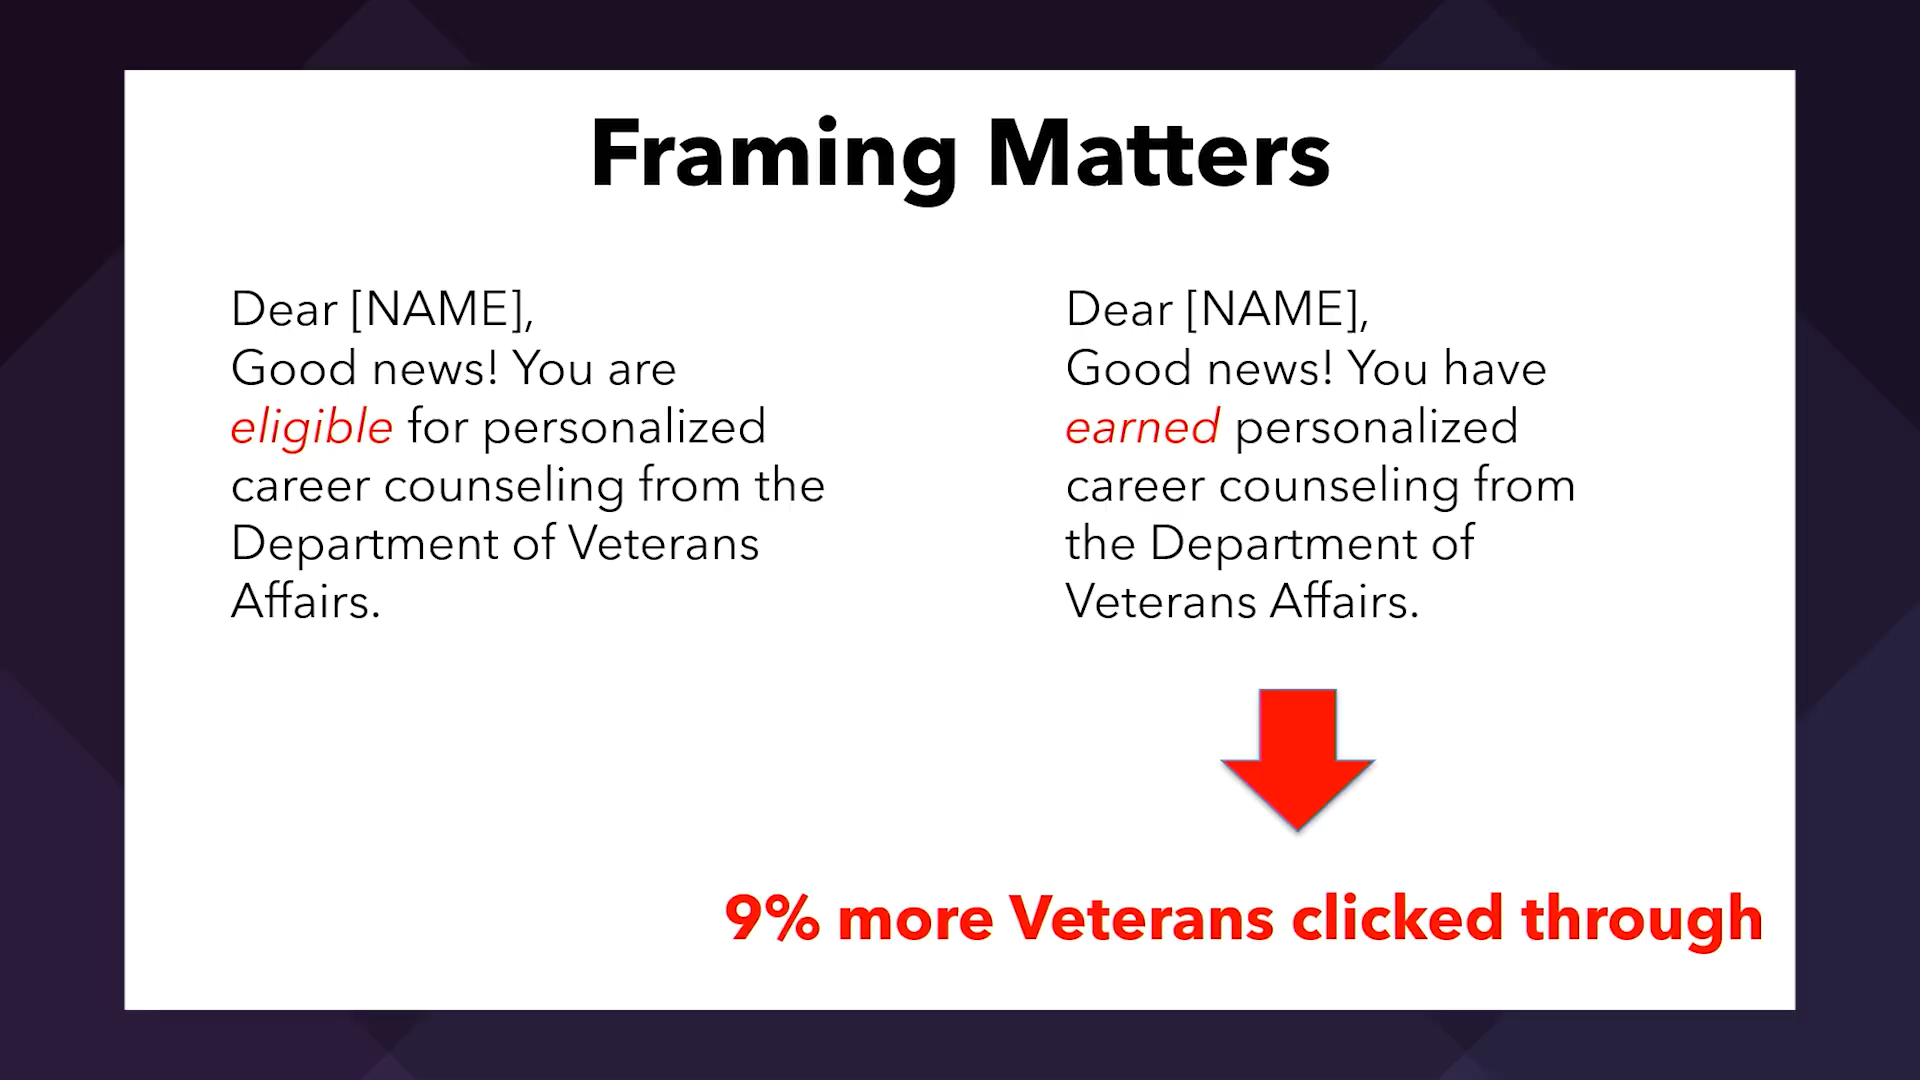 Framing Matters
Dear [NAME],
Good news! You are
eligible for personalized
career counseling from the
Department of Veterans
Affairs.
Dear [NAME],
Good news! You have
earned personalized
career counseling from
the Department of
Veterans Affairs.
9% more Veterans clicked through